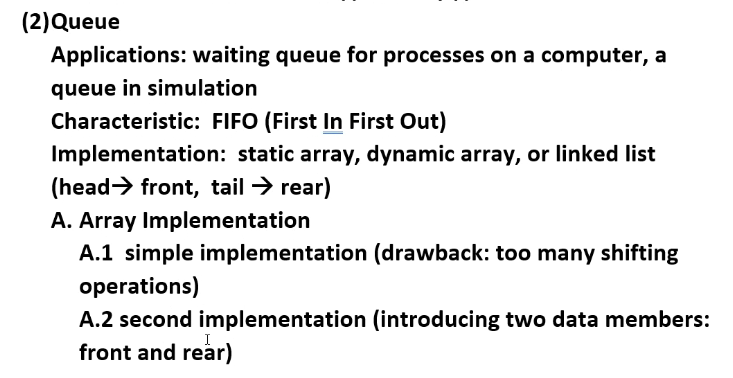 (2)Queue
Applications: waiting queue for processes on a computer, a
queue in simulation
Characteristic: FIFO (First In First Out)
Implementation: static array, dynamic array, or linked list
(head→ front, tail → rear)
A. Array Implementation
A.1 simple implementation (drawback: too many shifting
operations)
A.2 second implementation (introducing two data members:
front and rear)